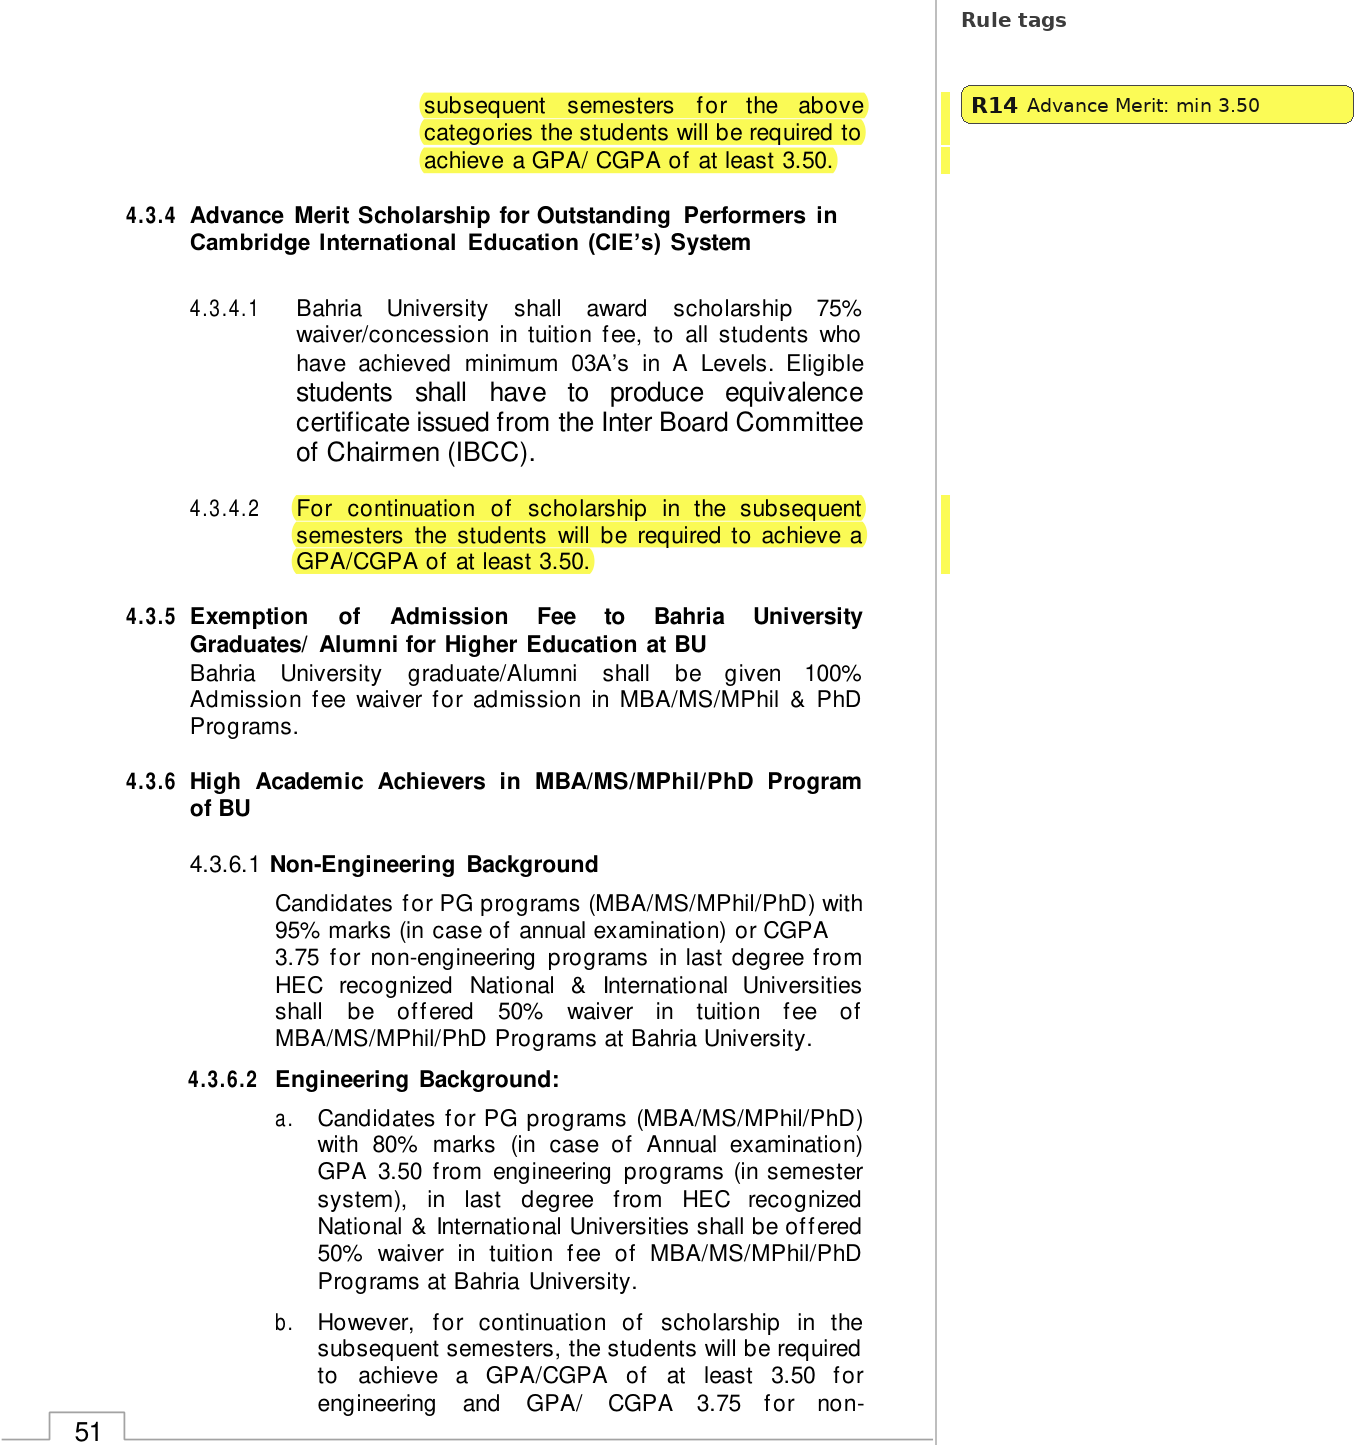 Rule tags
R14 Advance Merit: min 3.50
subsequent semesters for the above
categories the students will be required to
achieve a GPA/ CGPA of at least 3.50.
4.3.4 Advance Merit Scholarship for Outstanding Performers in
Cambridge International Education (CIE’s) System
4.3.4.1 Bahria University shall award scholarship 75%
waiver/concession in tuition fee, to all students who
have achieved minimum 03A’s in A Levels. Eligible
students shall have to produce equivalence
certificate issued from the Inter Board Committee
of Chairmen (IBCC).
4.3.4.2 For continuation of scholarship in the subsequent
semesters the students will be required to achieve a
GPA/CGPA of at least 3.50.
4.3.5 Exemption of Admission Fee to Bahria University
Graduates/ Alumni for Higher Education at BU
Bahria University graduate/Alumni shall be given 100%
Admission fee waiver for admission in MBA/MS/MPhil & PhD
Programs.
4.3.6 High Academic Achievers in MBA/MS/MPhil/PhD Program
of BU
4.3.6.1 Non-Engineering Background
Candidates for PG programs (MBA/MS/MPhil/PhD) with
95% marks (in case of annual examination) or CGPA
3.75 for non-engineering programs in last degree from
HEC recognized National & International Universities
shall be offered 50% waiver in tuition fee of
MBA/MS/MPhil/PhD Programs at Bahria University.
4.3.6.2 Engineering Background:
a. Candidates for PG programs (MBA/MS/MPhil/PhD)
with 80% marks (in case of Annual examination)
GPA 3.50 from engineering programs (in semester
system), in last degree from HEC recognized
National & International Universities shall be offered
50% waiver in tuition fee of MBA/MS/MPhil/PhD
Programs at Bahria University.
b. However, for continuation of scholarship in the
subsequent semesters, the students will be required
to achieve a GPA/CGPA of at least 3.50 for
engineering and GPA/ CGPA 3.75 for non-
51